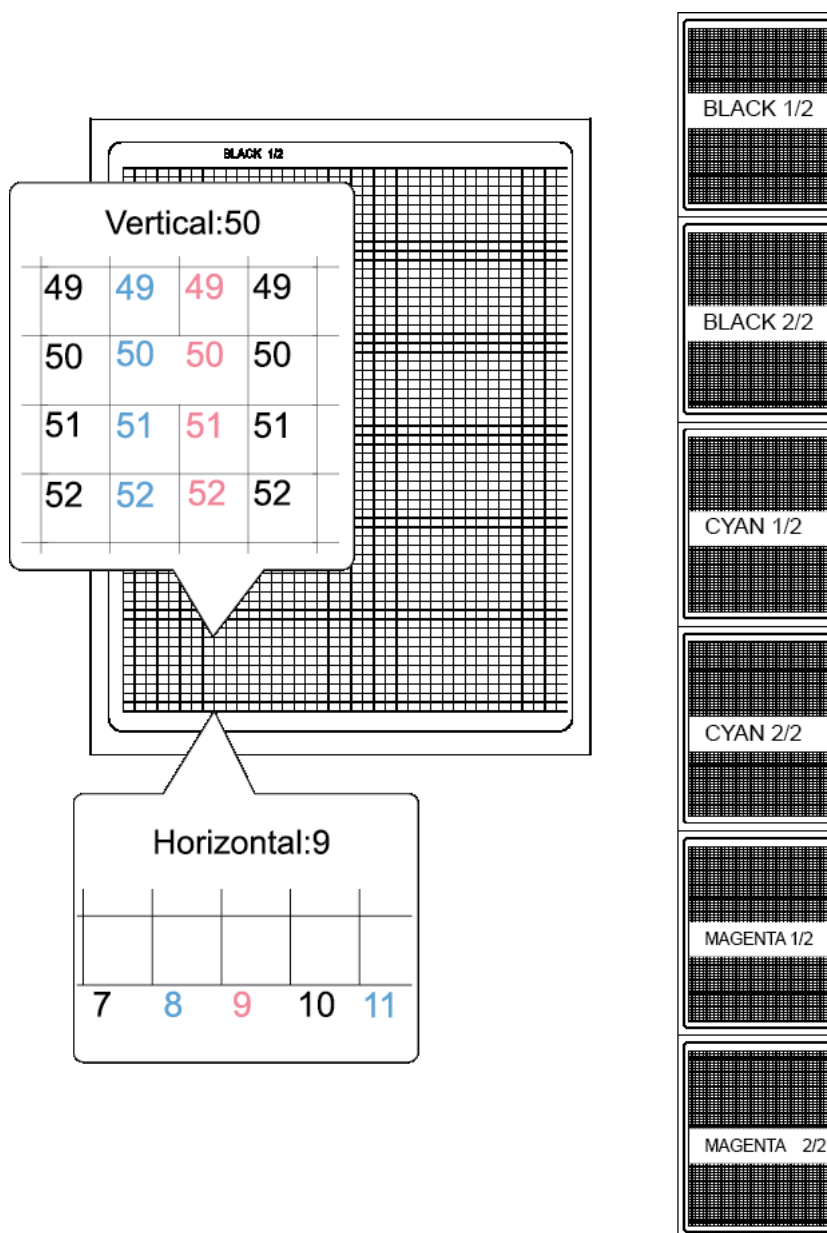 BLACK 1/2
Vertical:50
49 49 49 49
50 50 50 50
51 51 51 51
52 52 52 52
Horizontal:9
7 8 9 10 11
BLACK 1/2
BLACK 2/2
CYAN 1/2
CYAN 2/2
MAGENTA 1/2
MAGENTA 2/2